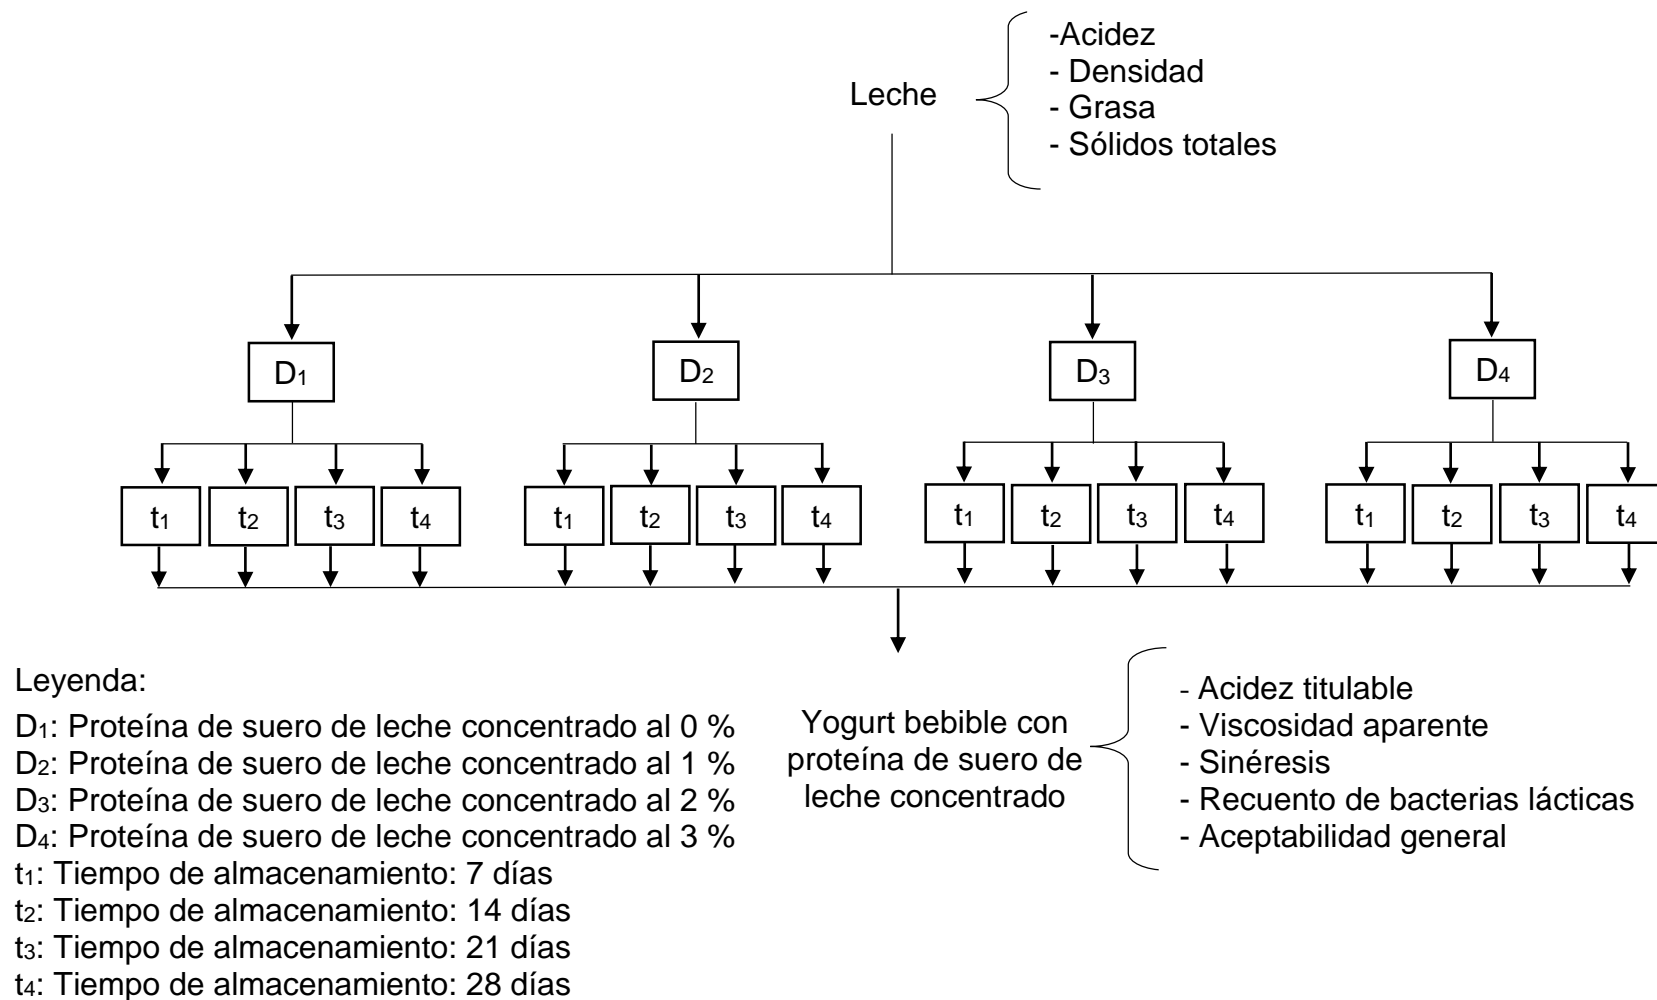 Leche
-Acidez
- Densidad
- Grasa
- Sólidos totales
D1
D2
D3
D4
t1
t2
t3
t4
t1
t2
t3
t4
t1
t2
t3
t4
t1
t2
t3
t4
Leyenda:
D1: Proteína de suero de leche concentrado al 0 %
D2: Proteína de suero de leche concentrado al 1 %
D3: Proteína de suero de leche concentrado al 2 %
D4: Proteína de suero de leche concentrado al 3 %
t1: Tiempo de almacenamiento: 7 días
t2: Tiempo de almacenamiento: 14 días
t3: Tiempo de almacenamiento: 21 días
t4: Tiempo de almacenamiento: 28 días
Yogurt bebible con
proteína de suero de
leche concentrado
- Acidez titulable
- Viscosidad aparente
- Sinéresis
- Recuento de bacterias lácticas
- Aceptabilidad general